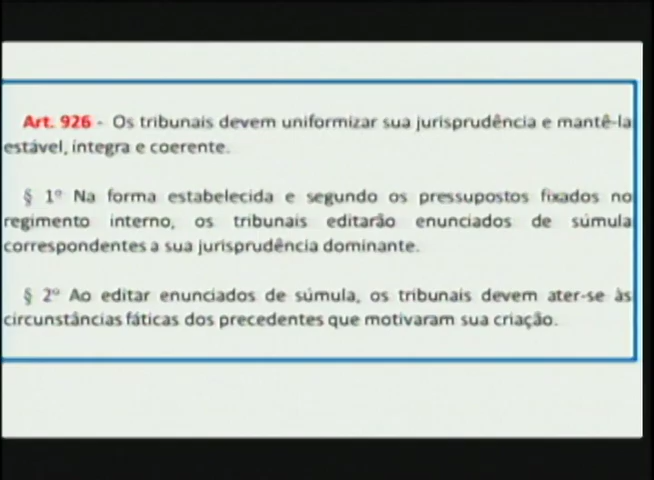 Art. 926 - Os tribunais devem uniformizar sua jurisprudência e mantê-la
estável, íntegra e coerente.
§ 1º Na forma estabelecida e segundo os pressupostos fixados no
regimento interno, os tribunais editarão enunciados de súmula
correspondentes a sua jurisprudência dominante.
§ 2º Ao editar enunciados de súmula, os tribunais devem ater-se às
circunstâncias fáticas dos precedentes que motivaram sua criação.